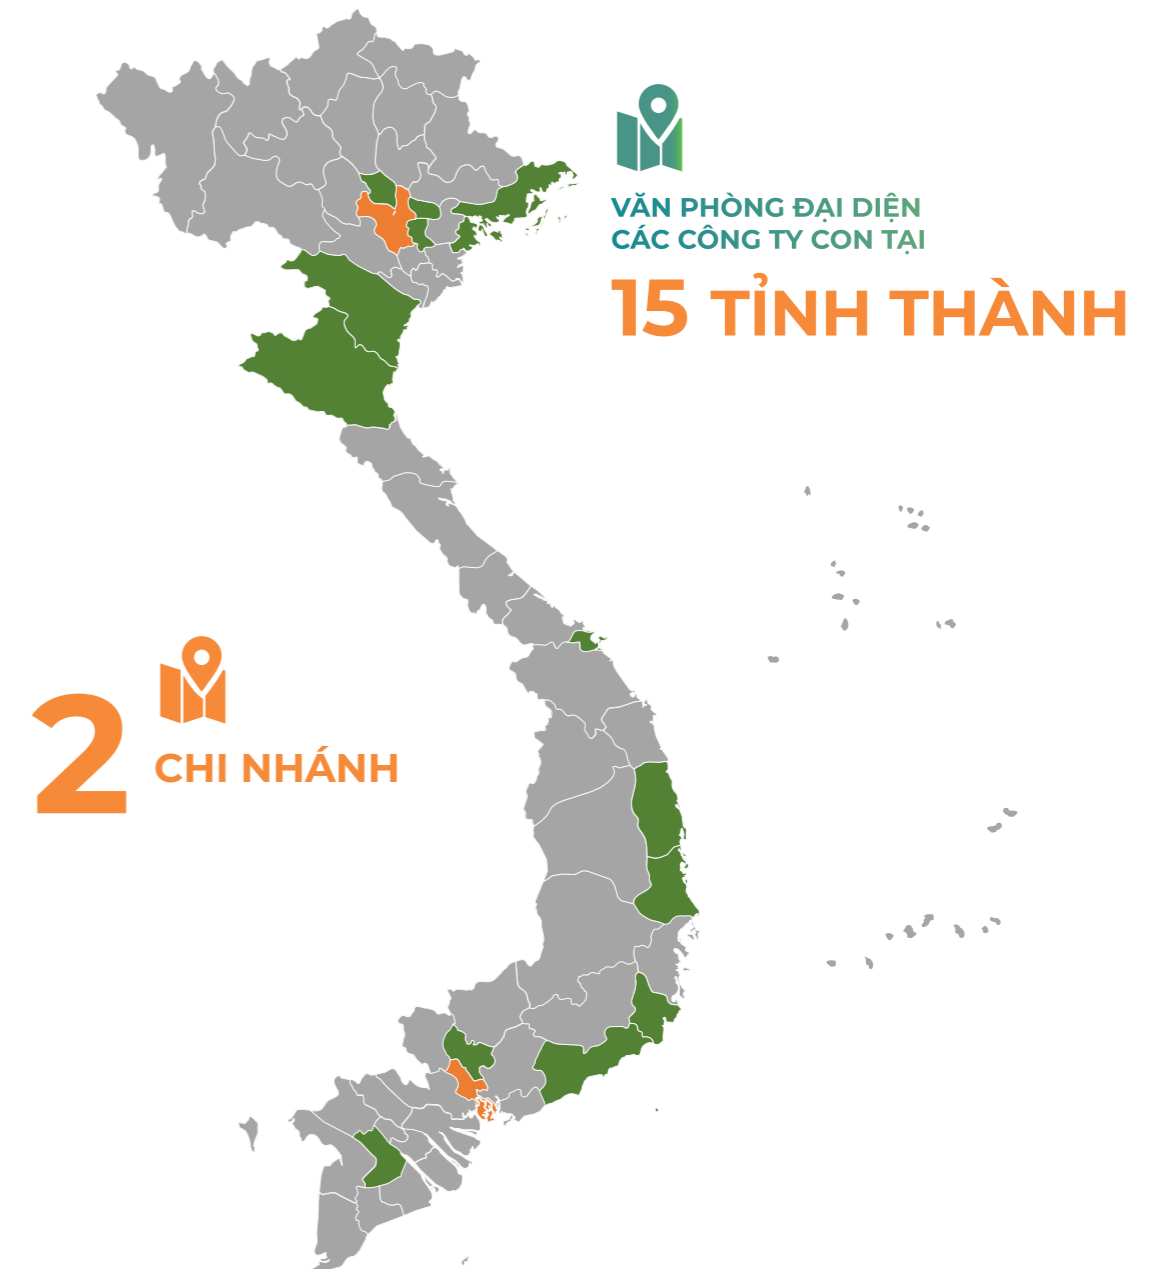 VĂN PHÒNG ĐẠI DIỆN
CÁC CÔNG TY CON TẠI
15 TỈNH THÀNH
2 CHI NHÁNH